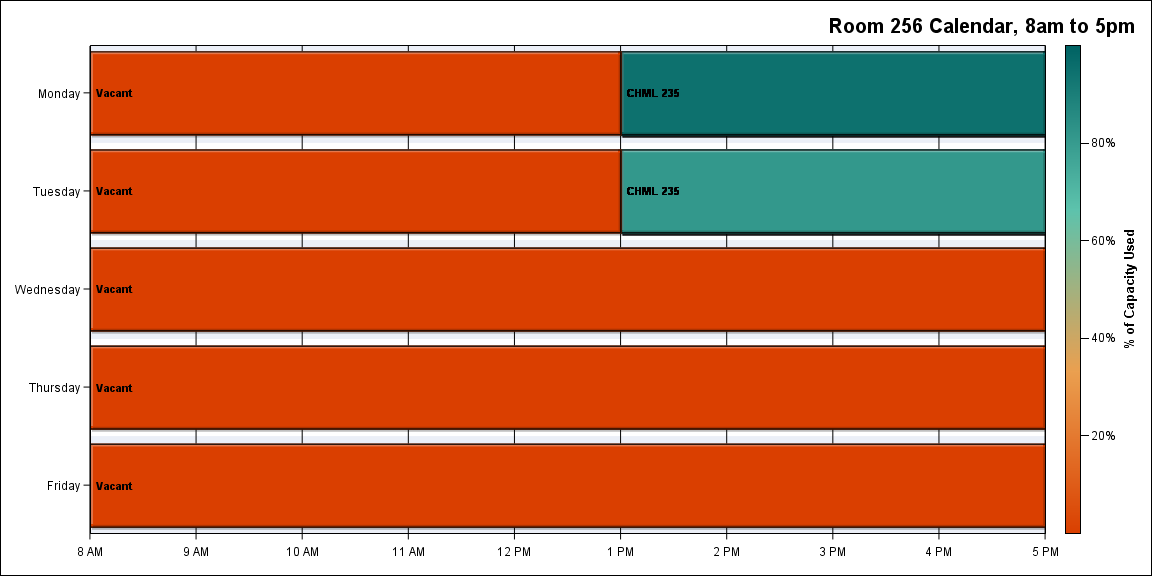 Room 256 Calendar, 8am to 5pm
Monday
Vacant
CHML 235
Tuesday
Vacant
CHML 235
Wednesday
Vacant
Thursday
Vacant
Friday
Vacant
8 AM 9 AM 10 AM 11 AM 12 PM 1 PM 2 PM 3 PM 4 PM 5 PM
80%
60%
40%
20%
% of Capacity Used